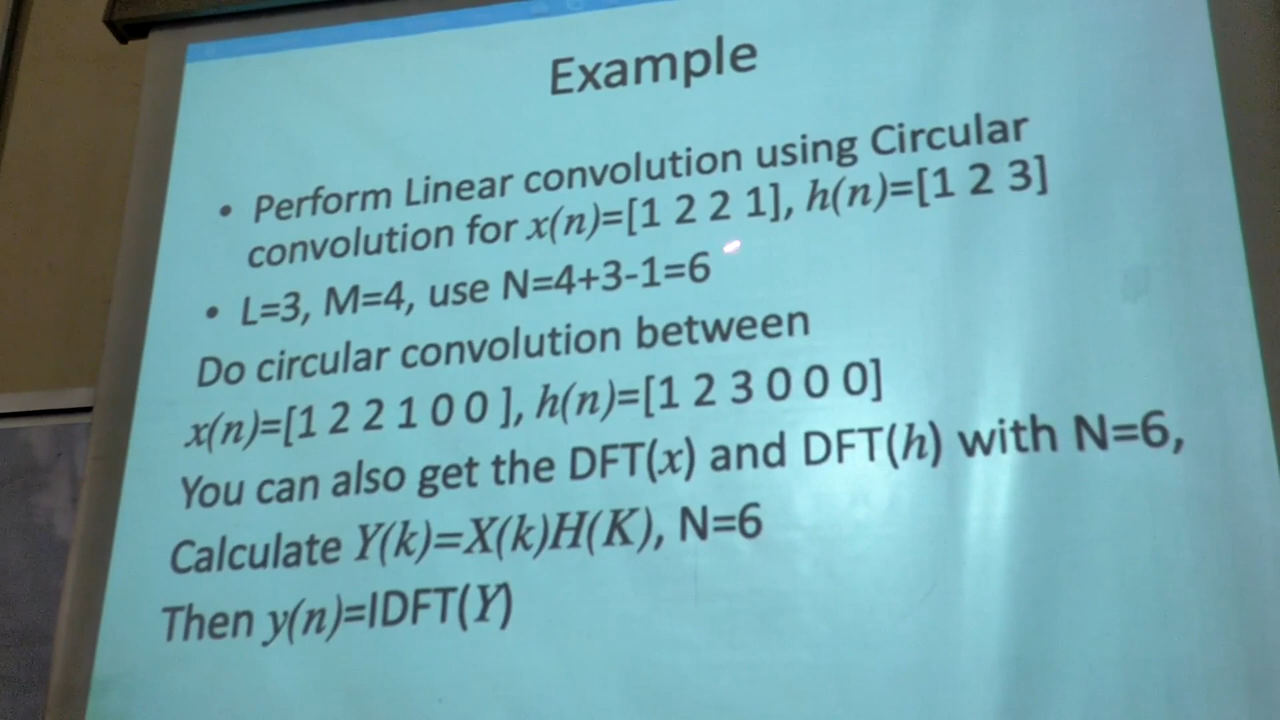 Example
• Perform Linear convolution using Circular
convolution for x(n)=[1 2 2 1], h(n)=[1 2 3]
• L=3, M=4, use N=4+3-1=6
Do circular convolution between
x(n)=[1 2 2 1 0 0 ], h(n)=[1 2 3 0 0 0]
You can also get the DFT(x) and DFT(h) with N=6,
Calculate Y(k)=X(k)H(K), N=6
Then y(n)=IDFT(Y)